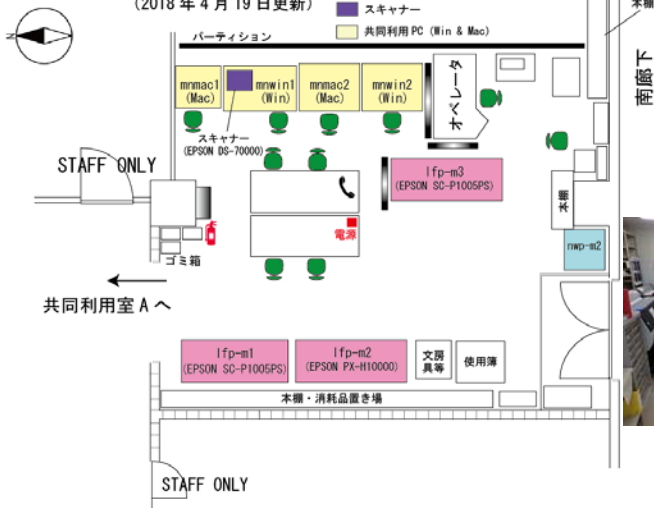 (2018 年 4 月 19 日更新)
スキャナー
共同利用 PC (Win & Mac)
本棚
パーティション
N
南廊下
mnmac1
(Mac)
mnwin1
(Win)
mnmac2
(Mac)
mnwin2
(Win)
オペレータ
スキャナー
(EPSON DS-70000)
STAFF ONLY
lfp-m3
(EPSON SC-P1005PS)
本棚
電源
nwp-m2
ゴミ箱
共同利用室 A へ
lfp-m1
(EPSON SC-P1005PS)
lfp-m2
(EPSON PX-H10000)
文房
具等
使用簿
本棚・消耗品置き場
STAFF ONLY